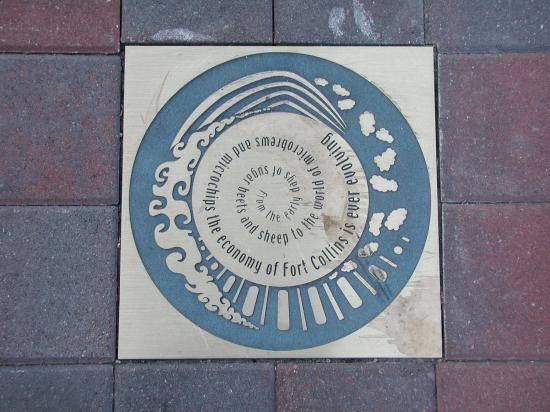 From the early days of sugar beets and sheep to the world of microbrews and microchips the economy of Fort Collins is ever evolving